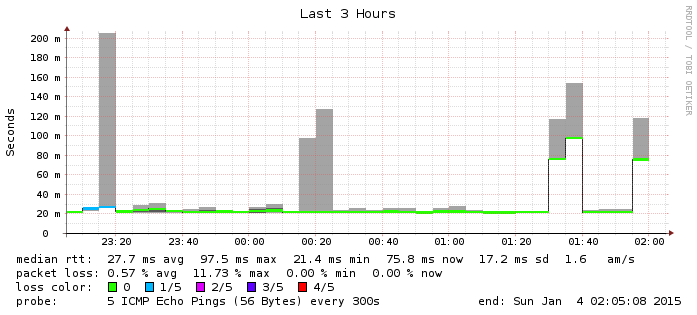 Last 3 Hours
RRDTOOL / TOBI OETIKER
Seconds
200 m
180 m
160 m
140 m
120 m
100 m
80 m
60 m
40 m
20 m
0
23:20 23:40 00:00 00:20 00:40 01:00 01:20 01:40 02:00
median rtt: 27.7 ms avg 97.5 ms max 21.4 ms min 75.8 ms now 17.2 ms sd 1.6 am/s
packet loss: 0.57 % avg 11.73 % max 0.00 % min 0.00 % now
loss color: 0 1/5 2/5 3/5 4/5
probe: 5 ICMP Echo Pings (56 Bytes) every 300s end: Sun Jan 4 02:05:08 2015